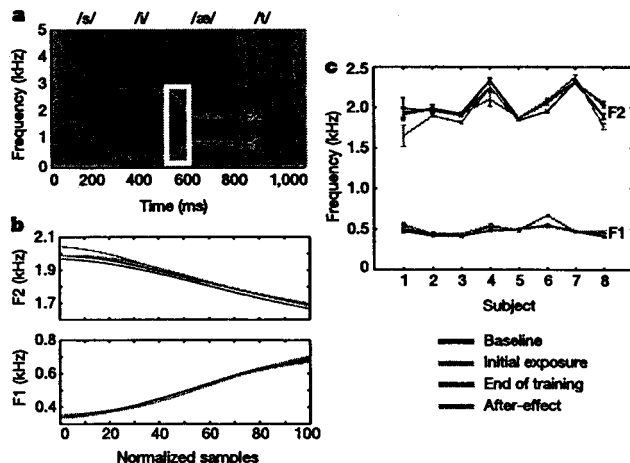 a /s/ /i/ /æ/ /t/
Frequency (kHz)
5
4
3
2
1
0
0 200 400 600 800 1,000
Time (ms)
b
F2 (kHz)
2.1
1.9
1.7
F1 (kHz)
0.8
0.6
0.4
0 20 40 60 80 100
Normalized samples
c
Frequency (kHz)
2.5
2.0
1.5
1.0
0.5
0
F2
F1
1 2 3 4 5 6 7 8
Subject
Baseline
Initial exposure
End of training
After-effect